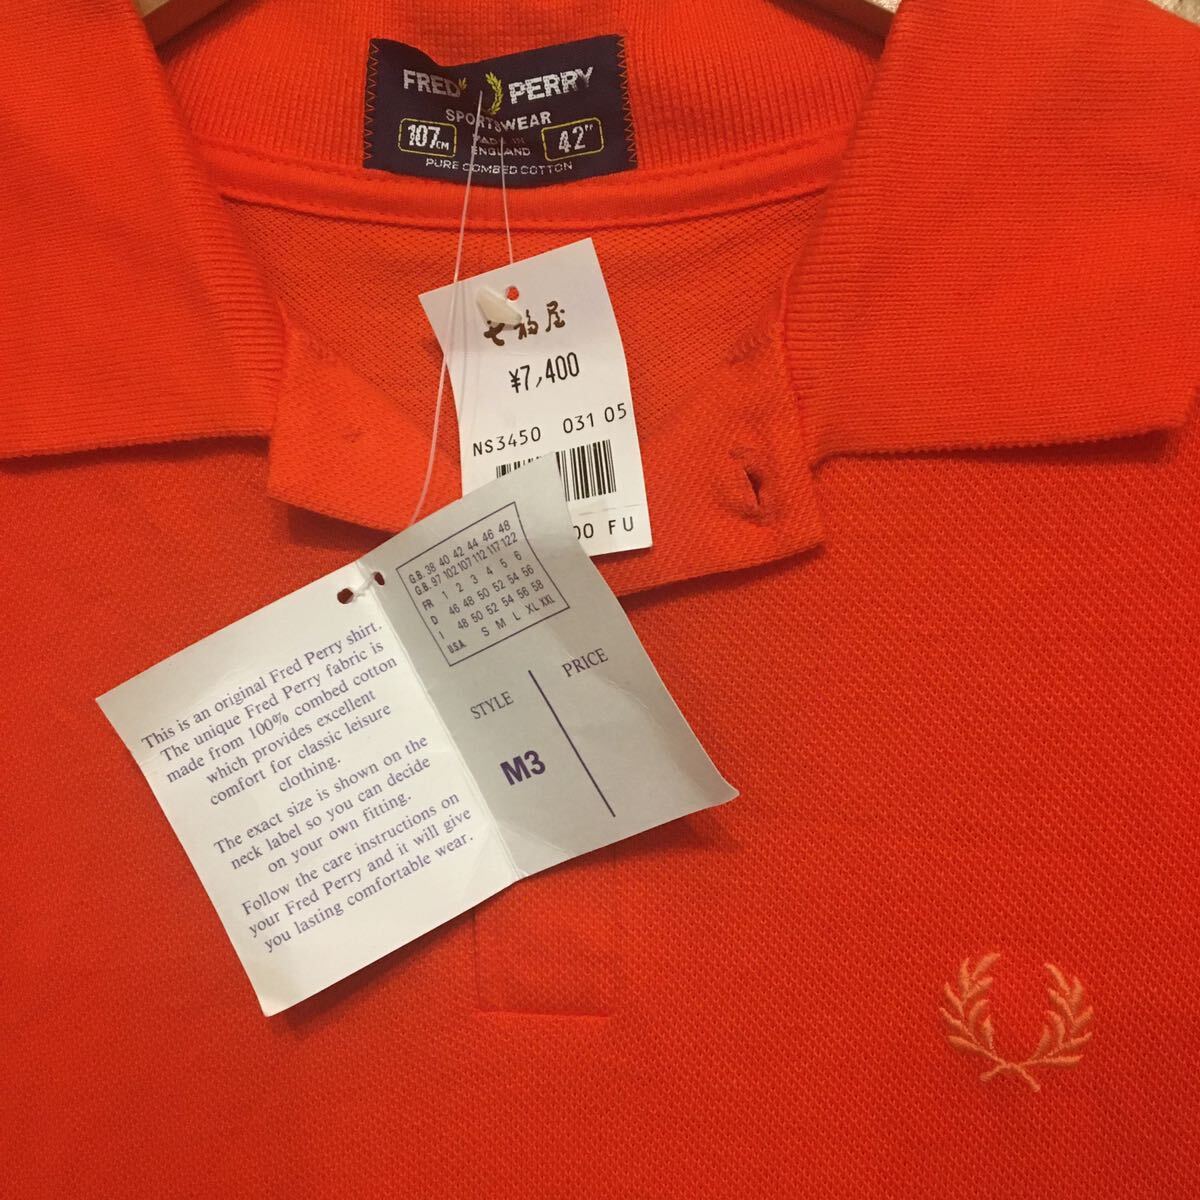 FRED PERRY
SPORTSWEAR
107CM MADE IN ENGLAND 42"
PURE COMBED COTTON
七福屋
¥7,400
NS3450 031 05
00 FU
G.B. 38 40 42 44 46 48
G.B. 97 102 107 112 117 122
FR 1 2 3 4 5 6
D 46 48 50 52 54 56
I 48 50 52 54 56 58
U.S.A. S M L XL XXL
STYLE PRICE
M3
This is an original Fred Perry shirt.
The unique Fred Perry fabric is
made from 100% combed cotton
which provides excellent
comfort for classic leisure
clothing.
The exact size is shown on the
neck label so you can decide
on your own fitting.
Follow the care instructions on
your Fred Perry and it will give
you lasting comfortable wear.